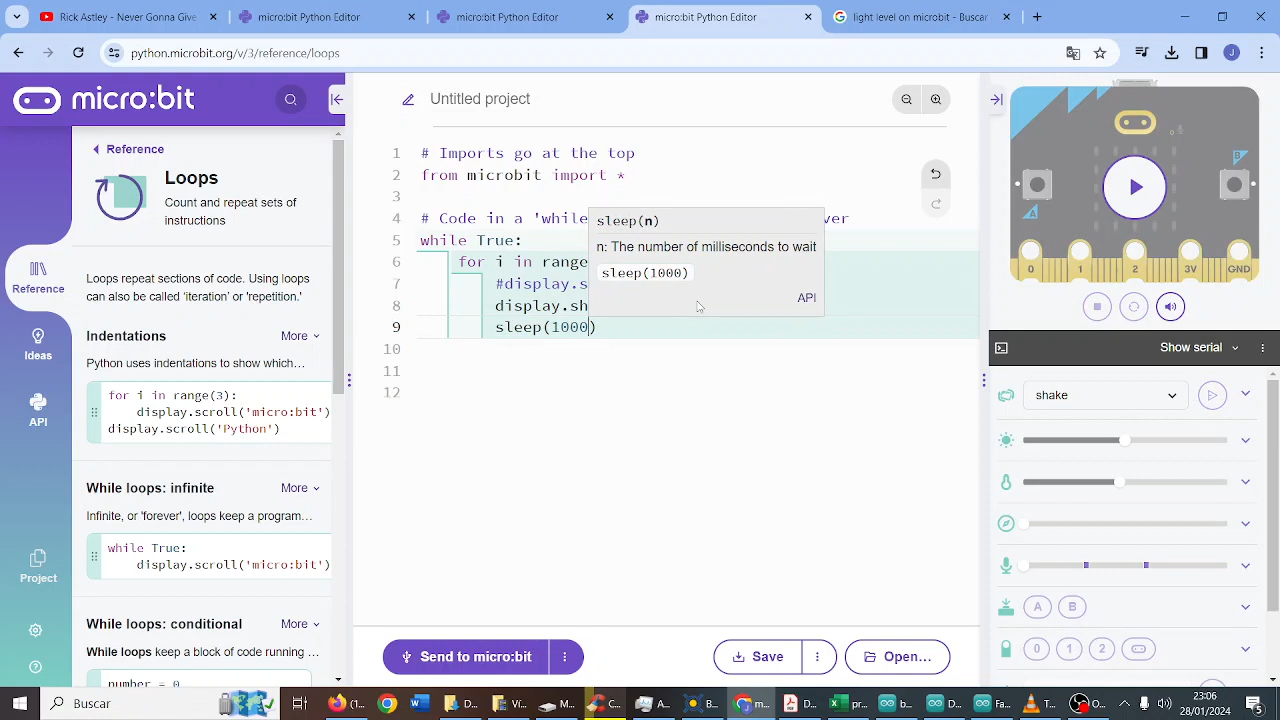 Rick Astley - Never Gonna Give
microbit Python Editor
microbit Python Editor
microbit Python Editor
light level on microbit - Buscar
python.microbit.org/v/3/reference/loops
J
micro:bit
Untitled project
Reference
Loops
Count and repeat sets of
instructions
Loops repeat sections of code. Using loops
can also be called 'iteration' or 'repetition.'
Indentations
More
Python uses indentations to show which…
for i in range(3):
display.scroll('micro:bit')
display.scroll('Python')
While loops: infinite
More
Infinite, or 'forever', loops keep a program…
while True:
display.scroll('micro:bit')
While loops: conditional
More
While loops keep a block of code running…
number = 0
Reference
Ideas
API
Project
1 # Imports go at the top
2 from microbit import *
3
4 # Code in a 'while ver
5 while True:
6 for i in range
7 #display.s
8 display.sh
9 sleep(1000)
10
11
12
sleep(n)
n: The number of milliseconds to wait
sleep(1000)
API
Send to micro:bit
Save
Open...
A
B
0
1
2
3V
GND
Show serial
shake
A
B
0
1
2
Buscar
23:06
28/01/2024